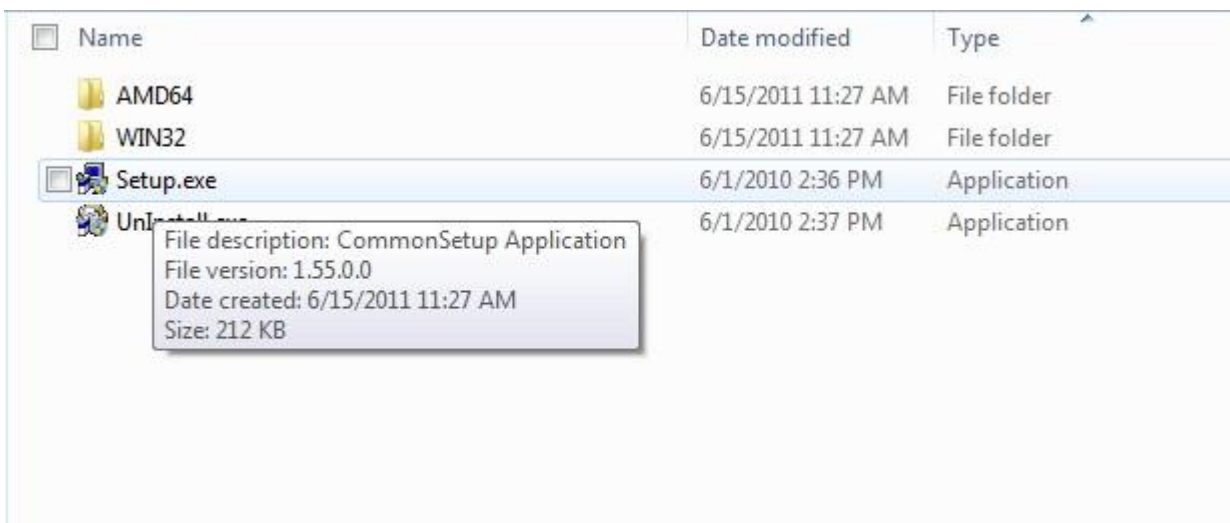 Name Date modified Type
AMD64 6/15/2011 11:27 AM File folder
WIN32 6/15/2011 11:27 AM File folder
Setup.exe 6/1/2010 2:36 PM Application
UnInstall.exe 6/1/2010 2:37 PM Application
File description: CommonSetup Application
File version: 1.55.0.0
Date created: 6/15/2011 11:27 AM
Size: 212 KB